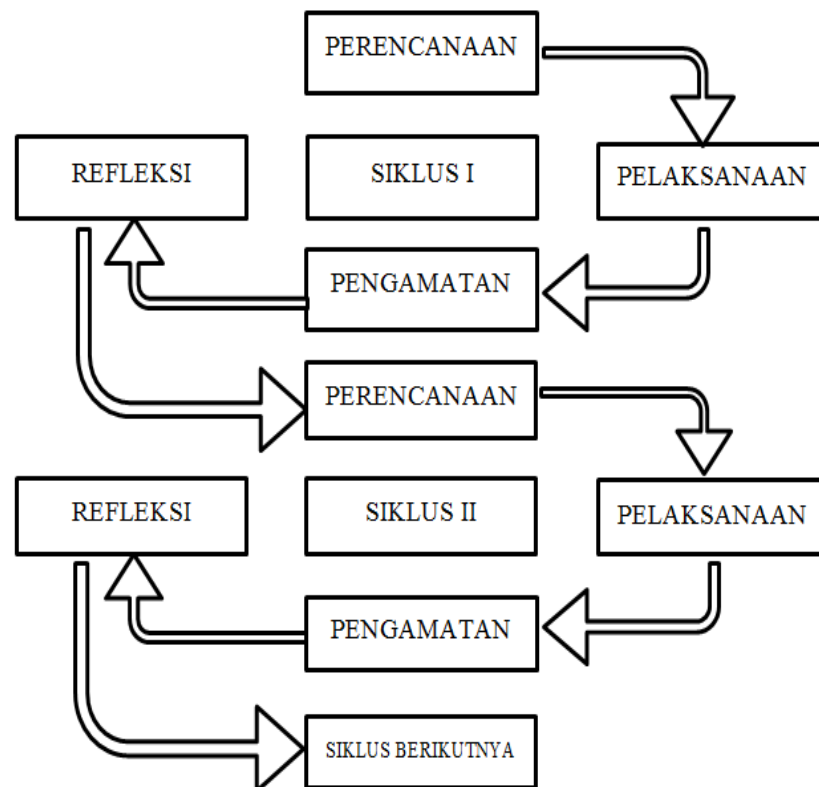 PERENCANAAN
REFLEKSI
SIKLUS I
PELAKSANAAN
PENGAMATAN
PERENCANAAN
REFLEKSI
SIKLUS II
PELAKSANAAN
PENGAMATAN
SIKLUS BERIKUTNYA